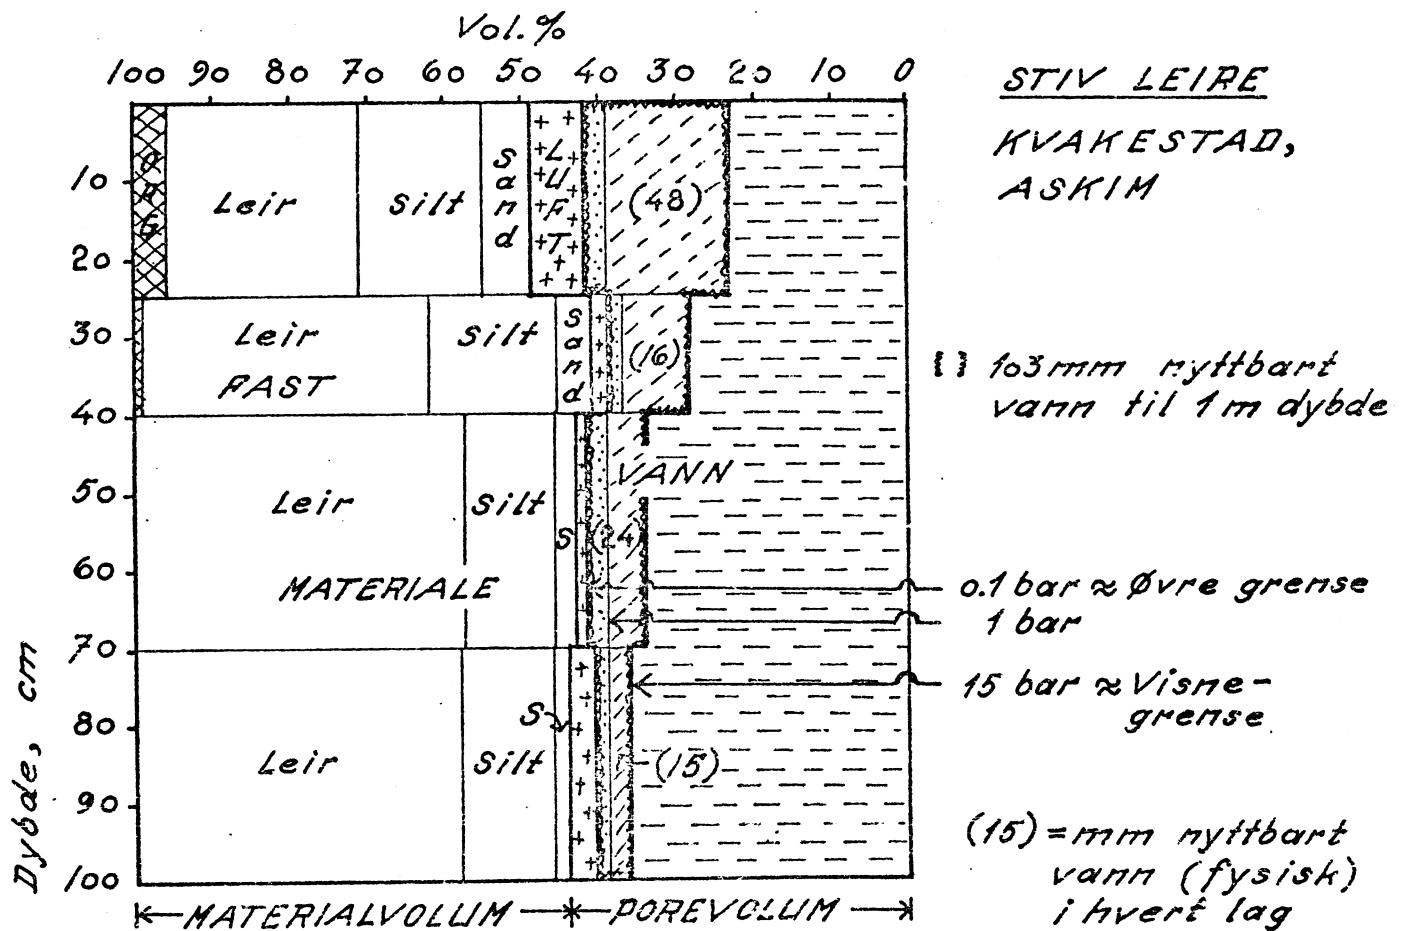 Vol.%
100 90 80 70 60 50 40 30 20 10 0
STIV LEIRE
KVAKESTAD,
ASKIM
ORG
Leir
Silt
Sand
LUFT
(48)
10
20
30
40
50
60
70
80
90
100
Dybde, cm
Leir
FAST
Silt
Sand
(16)
103 mm nyttbart
vann til 1 m dybde
VANN
Leir
Silt
S
(24)
MATERIALE
0.1 bar ≈ Øvre grense
1 bar
15 bar ≈ Visne-
grense
S
Leir
Silt
(15)
(15) = mm nyttbart
vann (fysisk)
i hvert lag
MATERIALVOLUM
POREVOLUM